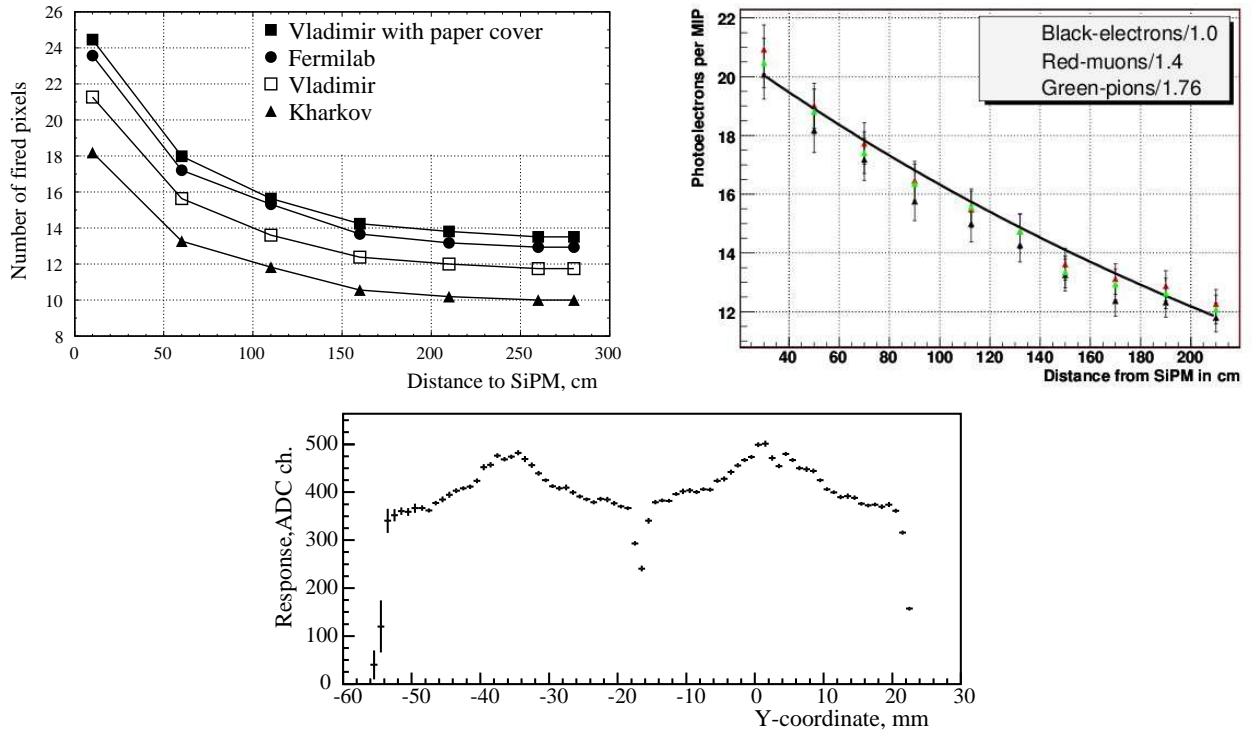 Number of fired pixels
26
24
22
20
18
16
14
12
10
8
Vladimir with paper cover
Fermilab
Vladimir
Kharkov
0 50 100 150 200 250 300
Distance to SiPM, cm
Photoelectrons per MIP
22
20
18
16
14
12
Black-electrons/1.0
Red-muons/1.4
Green-pions/1.76
40 60 80 100 120 140 160 180 200
Distance from SiPM in cm
Response,ADC ch.
500
400
300
200
100
0
-60 -50 -40 -30 -20 -10 0 10 20 30
Y-coordinate, mm